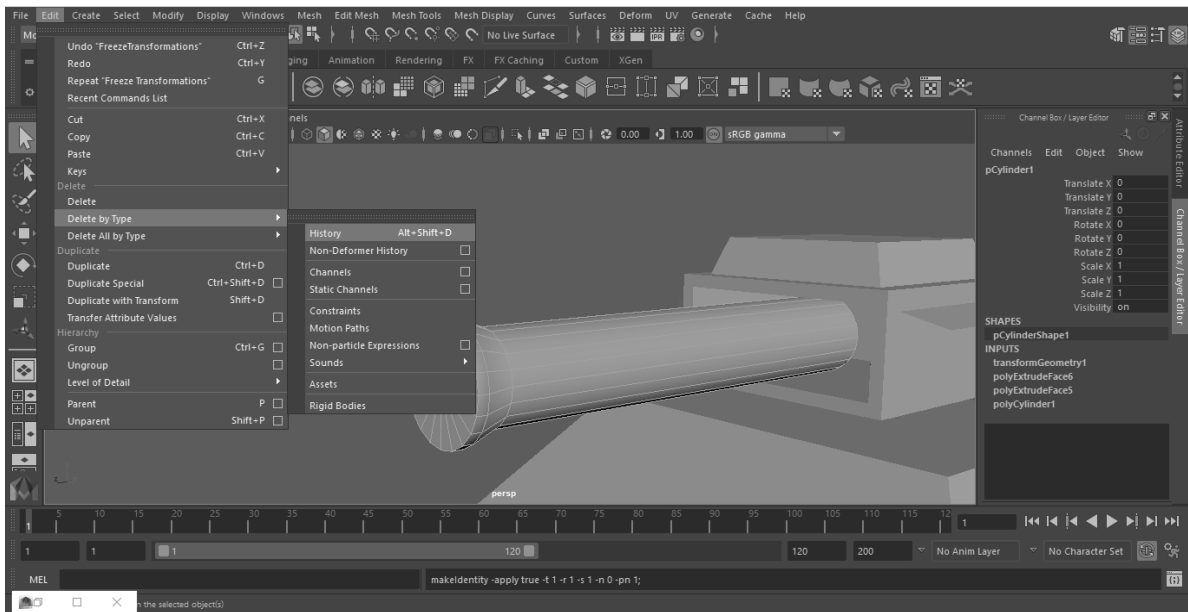 File Edit Create Select Modify Display Windows Mesh Edit Mesh Mesh Tools Mesh Display Curves Surfaces Deform UV Generate Cache Help
No Live Surface
Animation Rendering FX FX Caching Custom XGen
Undo "FreezeTransformations" Ctrl+Z
Redo Ctrl+Y
Repeat "Freeze Transformations" G
Recent Commands List
Cut Ctrl+X
Copy Ctrl+C
Paste Ctrl+V
Keys
Delete
Delete
Delete by Type
Delete All by Type
Duplicate
Duplicate Ctrl+D
Duplicate Special Ctrl+Shift+D
Duplicate with Transform Shift+D
Transfer Attribute Values
Hierarchy
Group Ctrl+G
Ungroup
Level of Detail
Parent P
Unparent Shift+P
History Alt+Shift+D
Non-Deformer History
Channels
Static Channels
Constraints
Motion Paths
Non-particle Expressions
Sounds
Assets
Rigid Bodies
0.00 1.00 sRGB gamma
persp
Channel Box / Layer Editor
Channels Edit Object Show
pCylinder1
Translate X 0
Translate Y 0
Translate Z 0
Rotate X 0
Rotate Y 0
Rotate Z 0
Scale X 1
Scale Y 1
Scale Z 1
Visibility on
SHAPES
pCylinderShape1
INPUTS
transformGeometry1
polyExtrudeFace6
polyExtrudeFace5
polyCylinder1
Attribute Editor
Channel Box / Layer Editor
1 5 10 15 20 25 30 35 40 45 50 55 60 65 70 75 80 85 90 95 100 105 110 115 1
1 1 1 120 120 200 No Anim Layer No Character Set
MEL makeIdentity -apply true -t 1 -r 1 -s 1 -n 0 -pn 1;
the selected object(s)